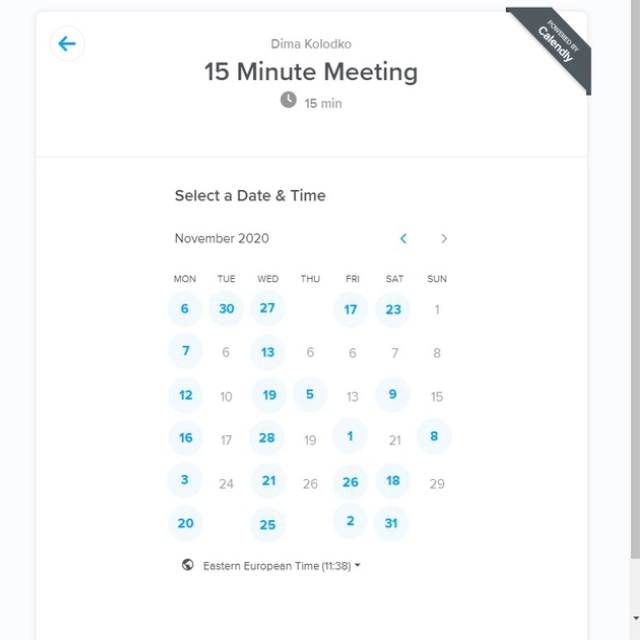 POWERED BY
Calendly
Dima Kolodko
15 Minute Meeting
15 min
Select a Date & Time
November 2020
MON TUE WED THU FRI SAT SUN
6 30 27 17 23 1
7 6 13 6 6 7 8
12 10 19 5 13 9 15
16 17 28 19 1 21 8
3 24 21 26 26 18 29
20 25 2 31
Eastern European Time (11:38)